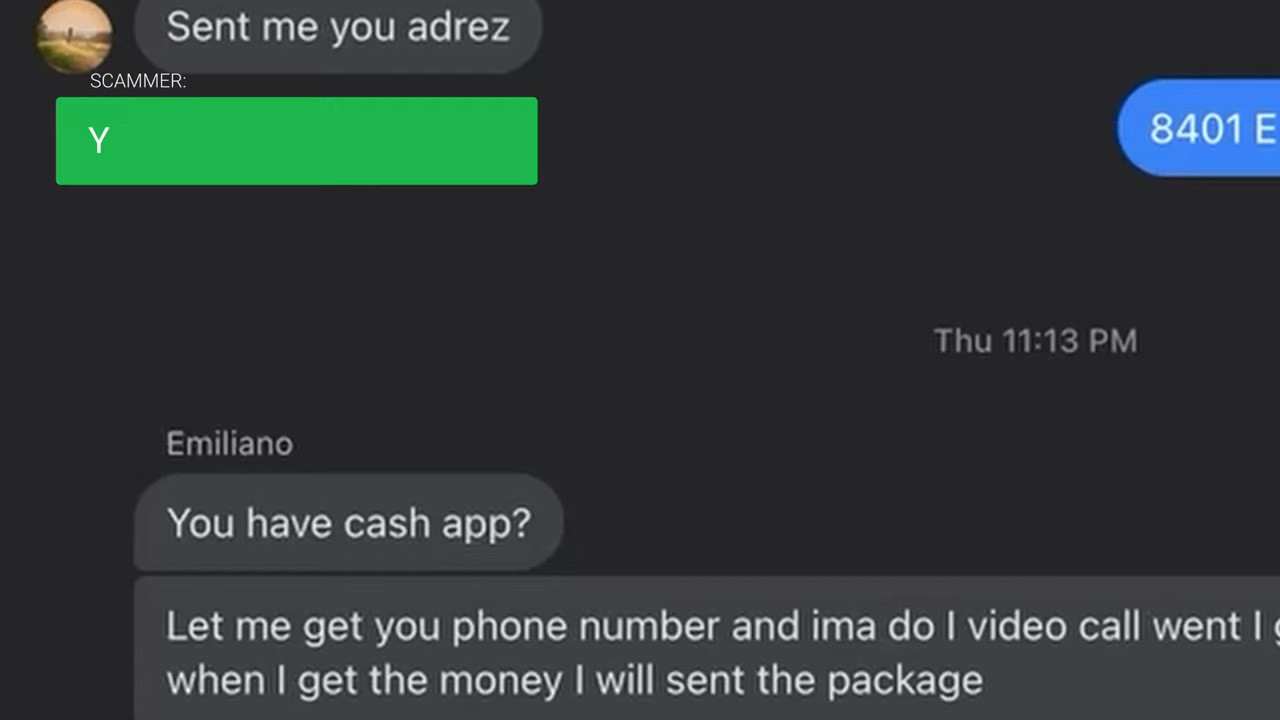 Sent me you adrez
SCAMMER:
Y
8401 E
Thu 11:13 PM
Emiliano
You have cash app?
Let me get you phone number and ima do I video call went I
when I get the money I will sent the package